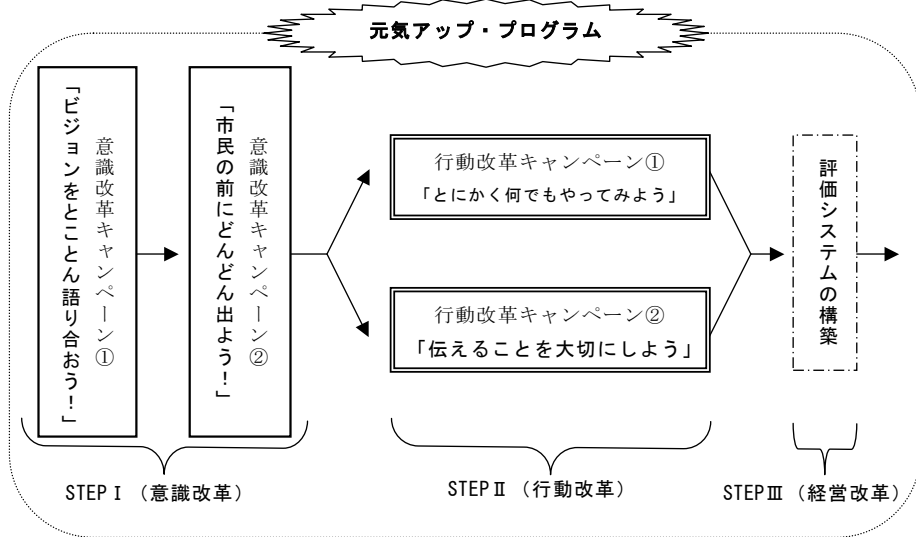 元気アップ・プログラム
意識改革キャンペーン①
「ビジョンをとことん語り合おう！」
意識改革キャンペーン②
「市民の前にどんどん出よう！」
行動改革キャンペーン①
「とにかく何でもやってみよう」
行動改革キャンペーン②
「伝えることを大切にしよう」
評価システムの構築
STEPⅠ（意識改革）
STEPⅡ（行動改革）
STEPⅢ（経営改革）